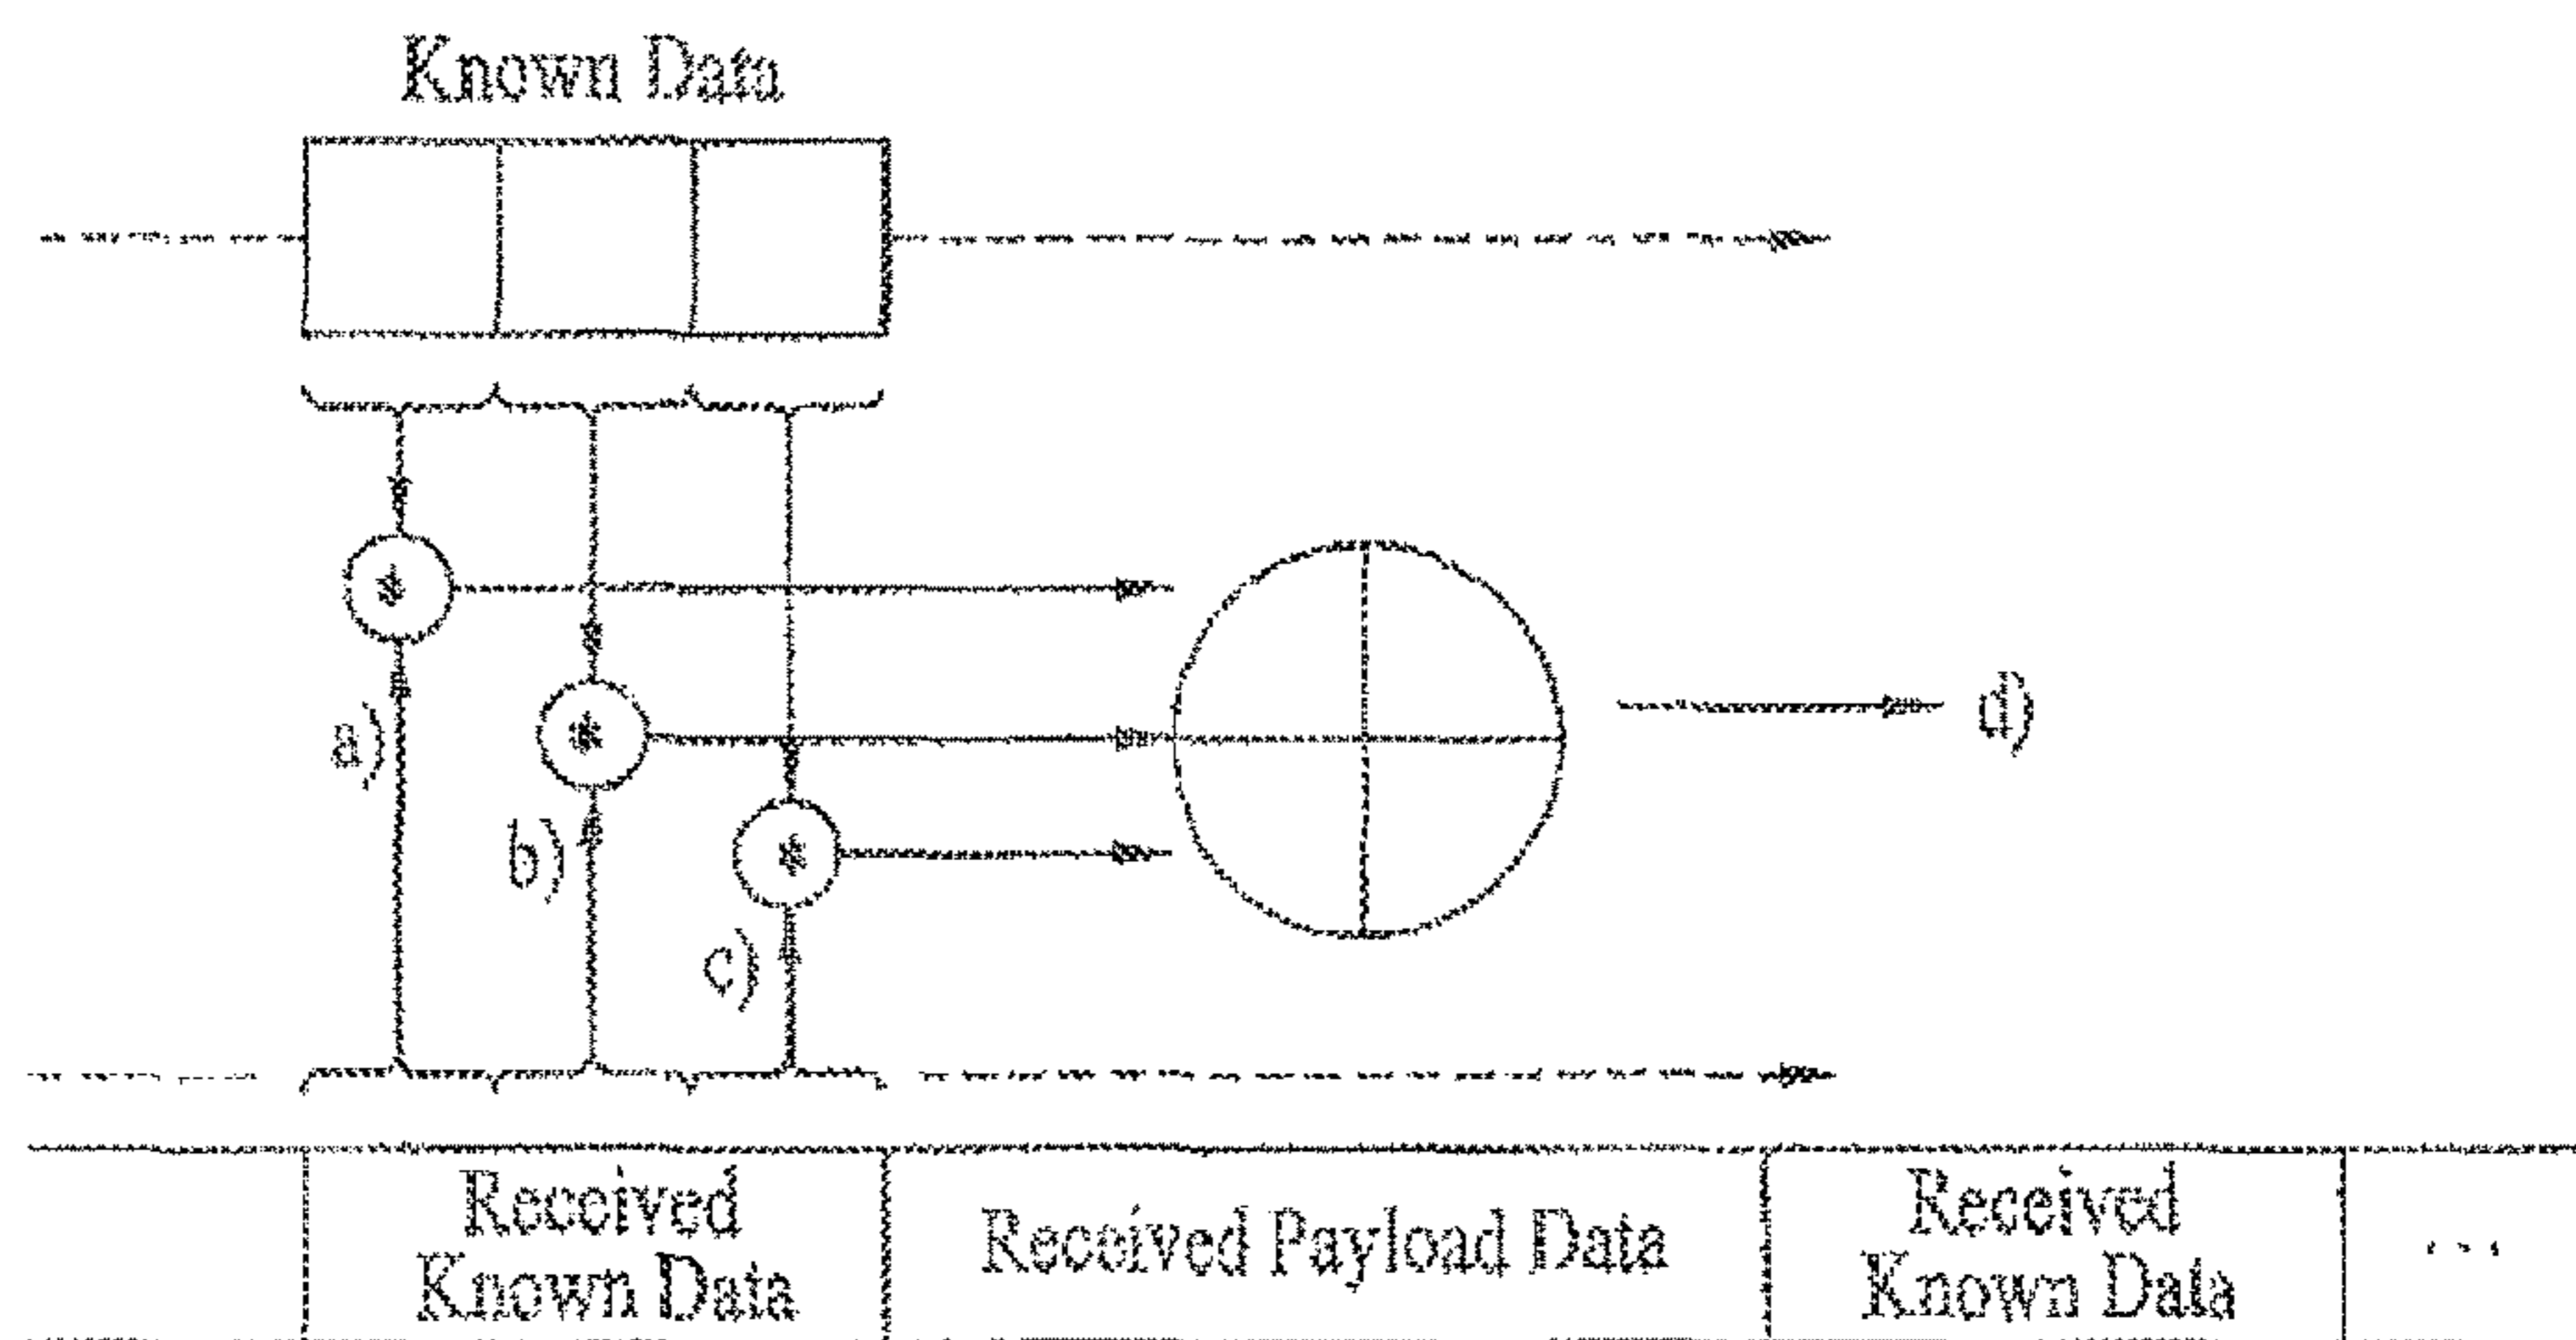 Known Data
*
a)
*
b)
*
c)
d)
Received
Known Data
Received Payload Data
Received
Known Data
...